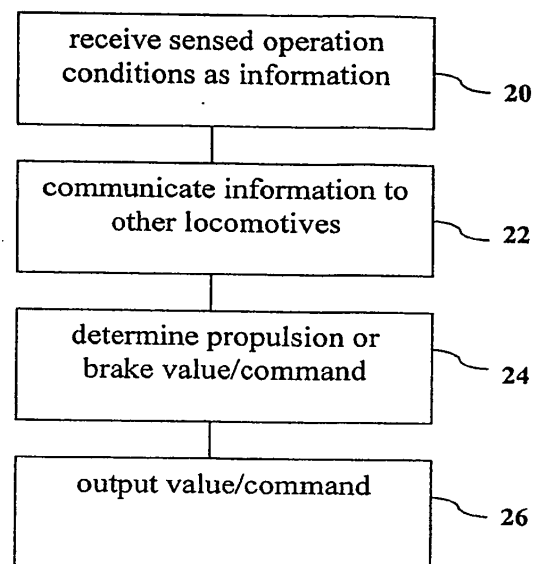 receive sensed operation
conditions as information
20
communicate information to
other locomotives
22
determine propulsion or
brake value/command
24
output value/command
26